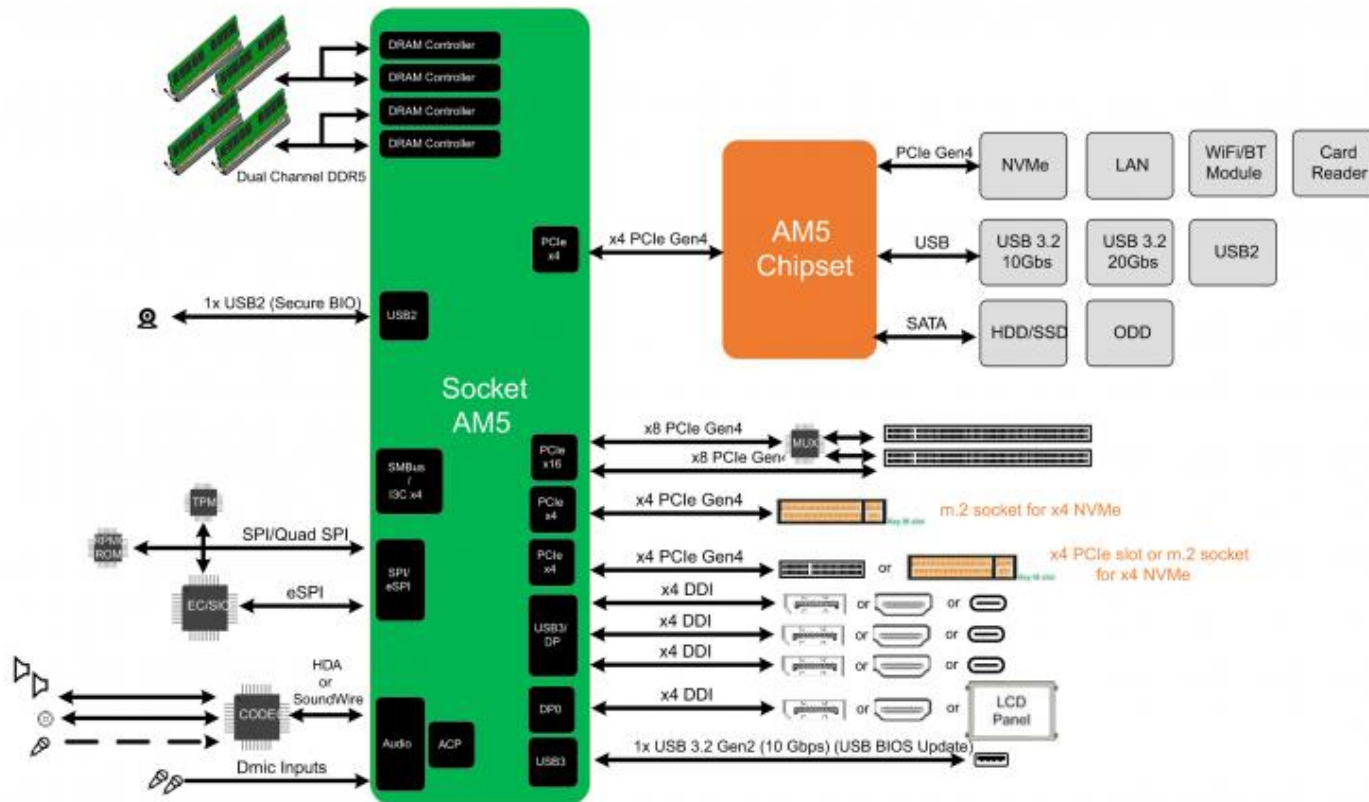 DRAM Controller
DRAM Controller
DRAM Controller
DRAM Controller
Dual Channel DDR5
PCIe
x4
x4 PCIe Gen4
AM5
Chipset
PCIe Gen4
NVMe
LAN
WiFi/BT
Module
Card
Reader
USB
USB 3.2
10Gbs
USB 3.2
20Gbs
USB2
SATA
HDD/SSD
ODD
1x USB2 (Secure BIO)
USB2
Socket
AM5
x8 PCIe Gen4
MUX
x8 PCIe Gen4
PCIe
x16
SMBus
/
I3C x4
PCIe
x4
x4 PCIe Gen4
Key M slot
m.2 socket for x4 NVMe
TPM
SPI/Quad SPI
ROM
SPI/
eSPI
EC/SIO
eSPI
PCIe
x4
x4 PCIe Gen4
or
Key M slot
x4 PCIe slot or m.2 socket
for x4 NVMe
USB3/
DP
x4 DDI
or
or
x4 DDI
or
or
x4 DDI
or
or
HDA
or
SoundWire
CODEC
Audio
ACP
Dmic Inputs
DP0
x4 DDI
or
or
LCD
Panel
USB3
1x USB 3.2 Gen2 (10 Gbps) (USB BIOS Update)